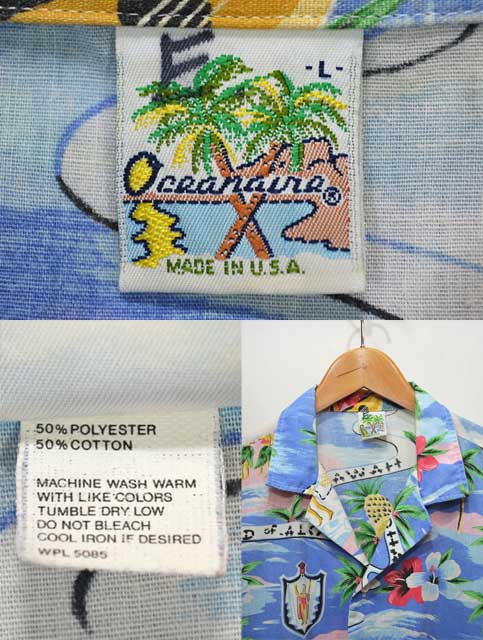 -L-
Oceanaire®
MADE IN U.S.A.
50% POLYESTER
50% COTTON
MACHINE WASH WARM
WITH LIKE COLORS
TUMBLE DRY LOW
DO NOT BLEACH
COOL IRON IF DESIRED
WPL 5085